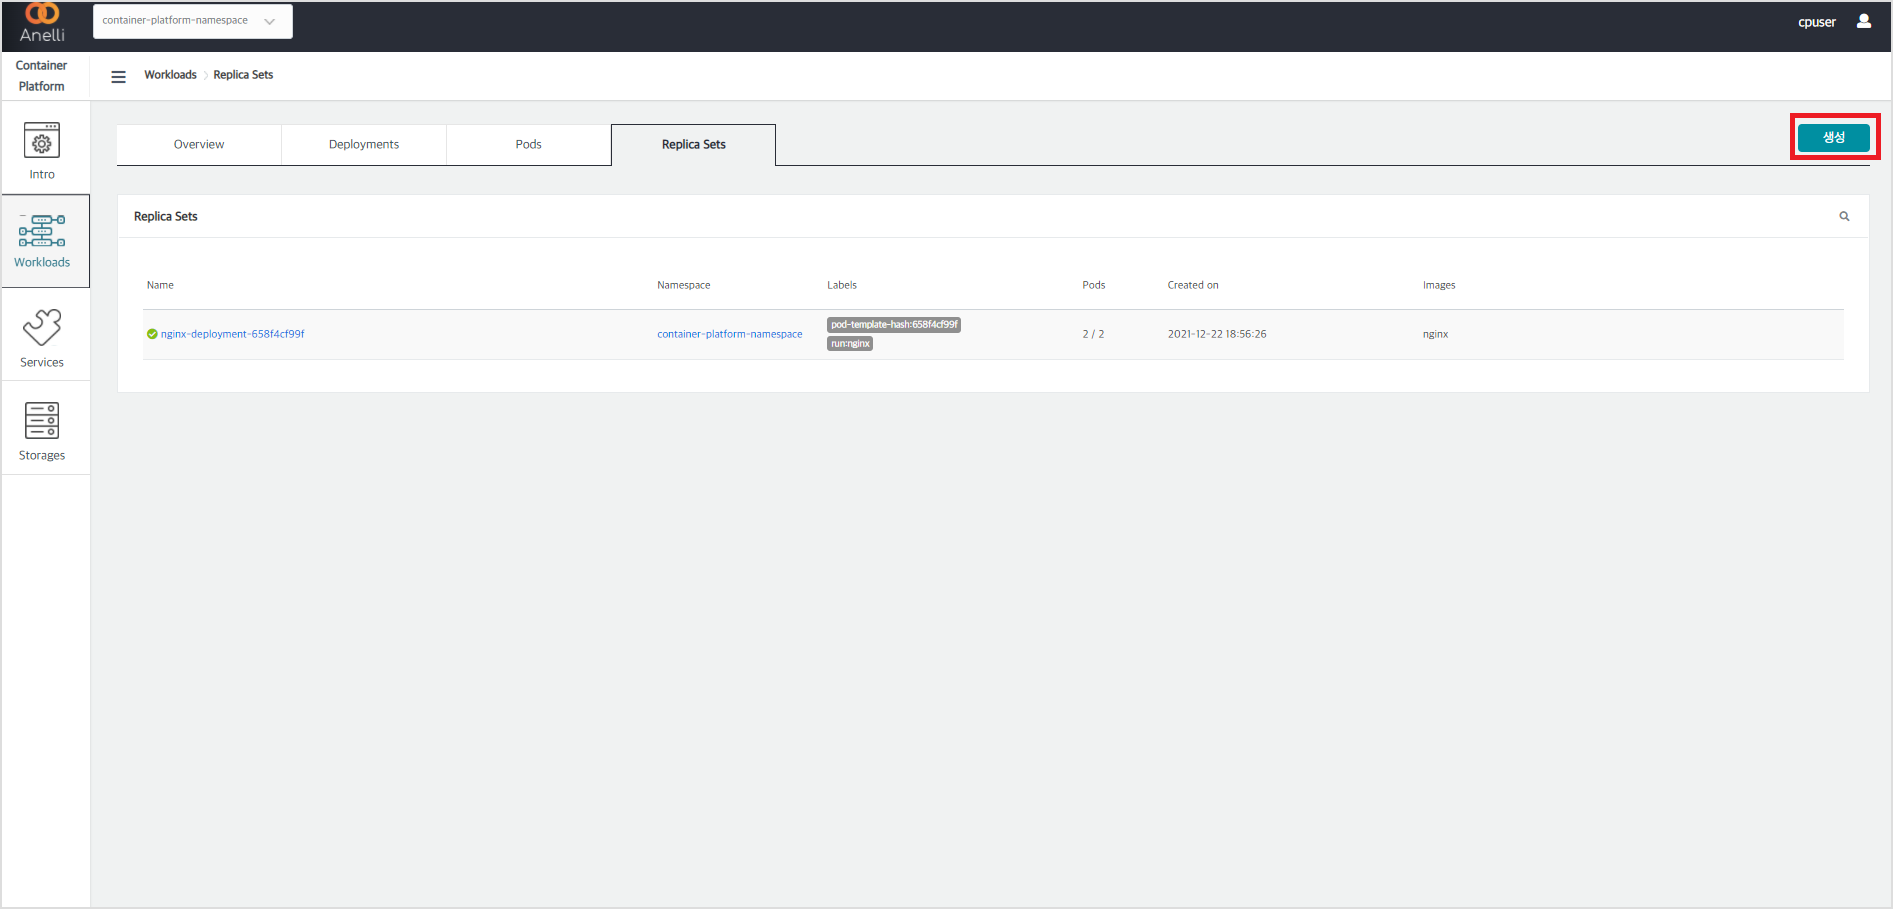 Anelli
container-platform-namespace
cpuser
Container
Platform
Workloads
Replica Sets
Intro
Workloads
Services
Storages
Overview
Deployments
Pods
Replica Sets
생성
Replica Sets
Name
Namespace
Labels
Pods
Created on
Images
nginx-deployment-658f4cf99f
container-platform-namespace
pod-template-hash:658f4cf99f
run:nginx
2 / 2
2021-12-22 18:56:26
nginx